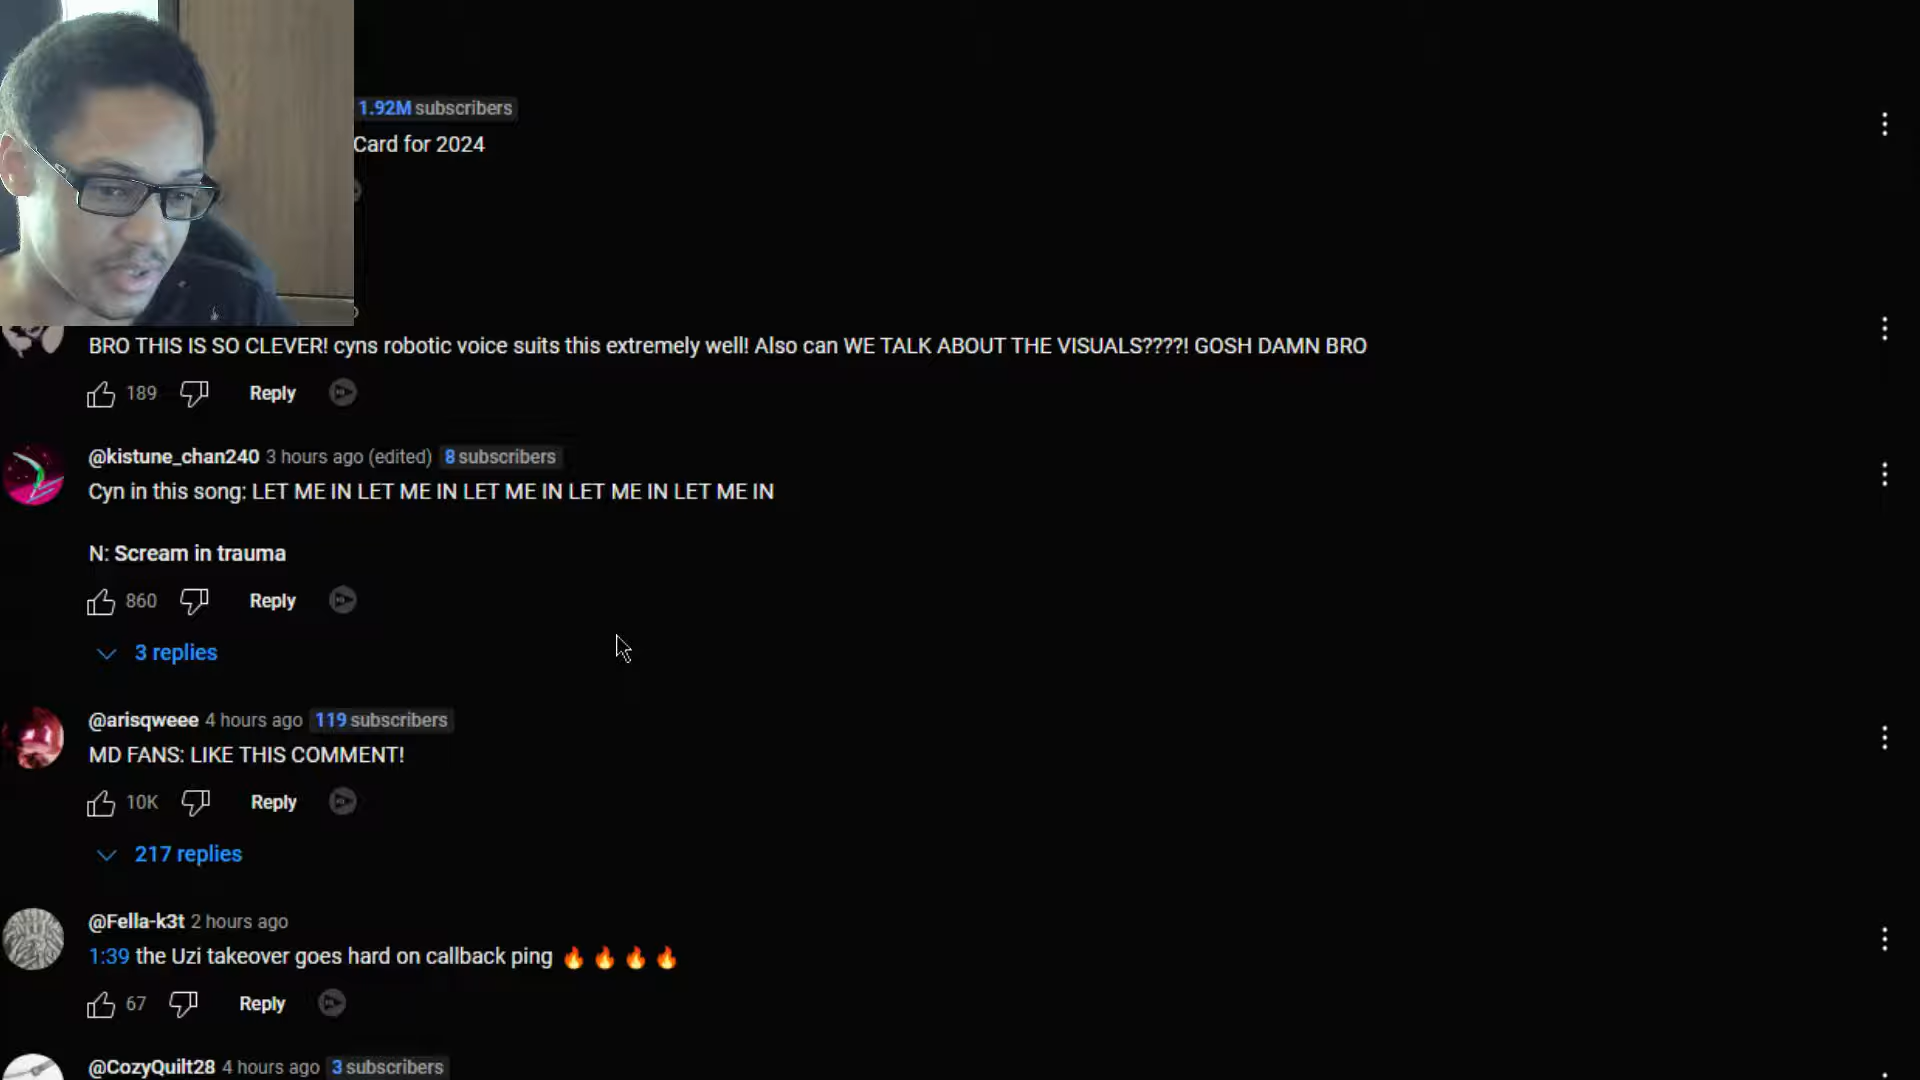 1.92M subscribers
Card for 2024
BRO THIS IS SO CLEVER! cyns robotic voice suits this extremely well! Also can WE TALK ABOUT THE VISUALS????! GOSH DAMN BRO
189 Reply
@kistune_chan240 3 hours ago (edited) 8 subscribers
Cyn in this song: LET ME IN LET ME IN LET ME IN LET ME IN LET ME IN
N: Scream in trauma
860 Reply
3 replies
@arisqweee 4 hours ago 119 subscribers
MD FANS: LIKE THIS COMMENT!
10K Reply
217 replies
@Fella-k3t 2 hours ago
1:39 the Uzi takeover goes hard on callback ping 🔥🔥🔥🔥
67 Reply
@CozyQuilt28 4 hours ago 3 subscribers